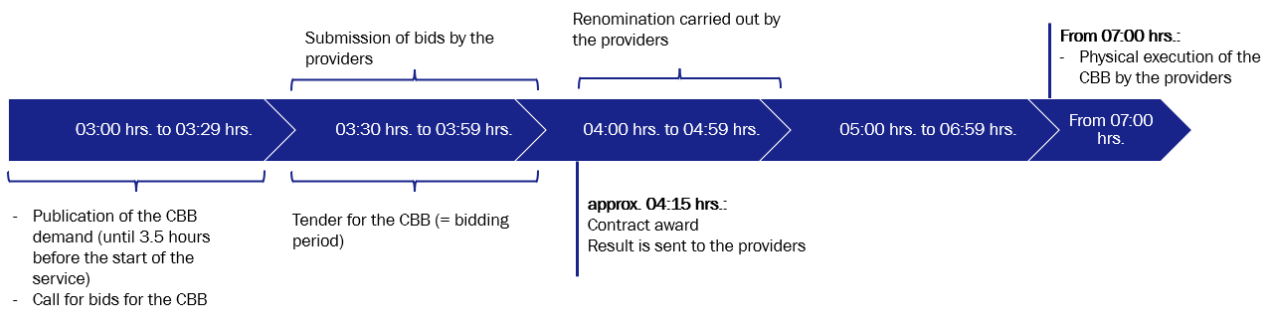 Submission of bids by the
providers
Renomination carried out by
the providers
From 07:00 hrs.:
- Physical execution of the
CBB by the providers
03:00 hrs. to 03:29 hrs.
03:30 hrs. to 03:59 hrs.
04:00 hrs. to 04:59 hrs.
05:00 hrs. to 06:59 hrs.
From 07:00
hrs.
- Publication of the CBB
demand (until 3.5 hours
before the start of the
service)
- Call for bids for the CBB
Tender for the CBB (= bidding
period)
approx. 04:15 hrs.:
Contract award
Result is sent to the providers